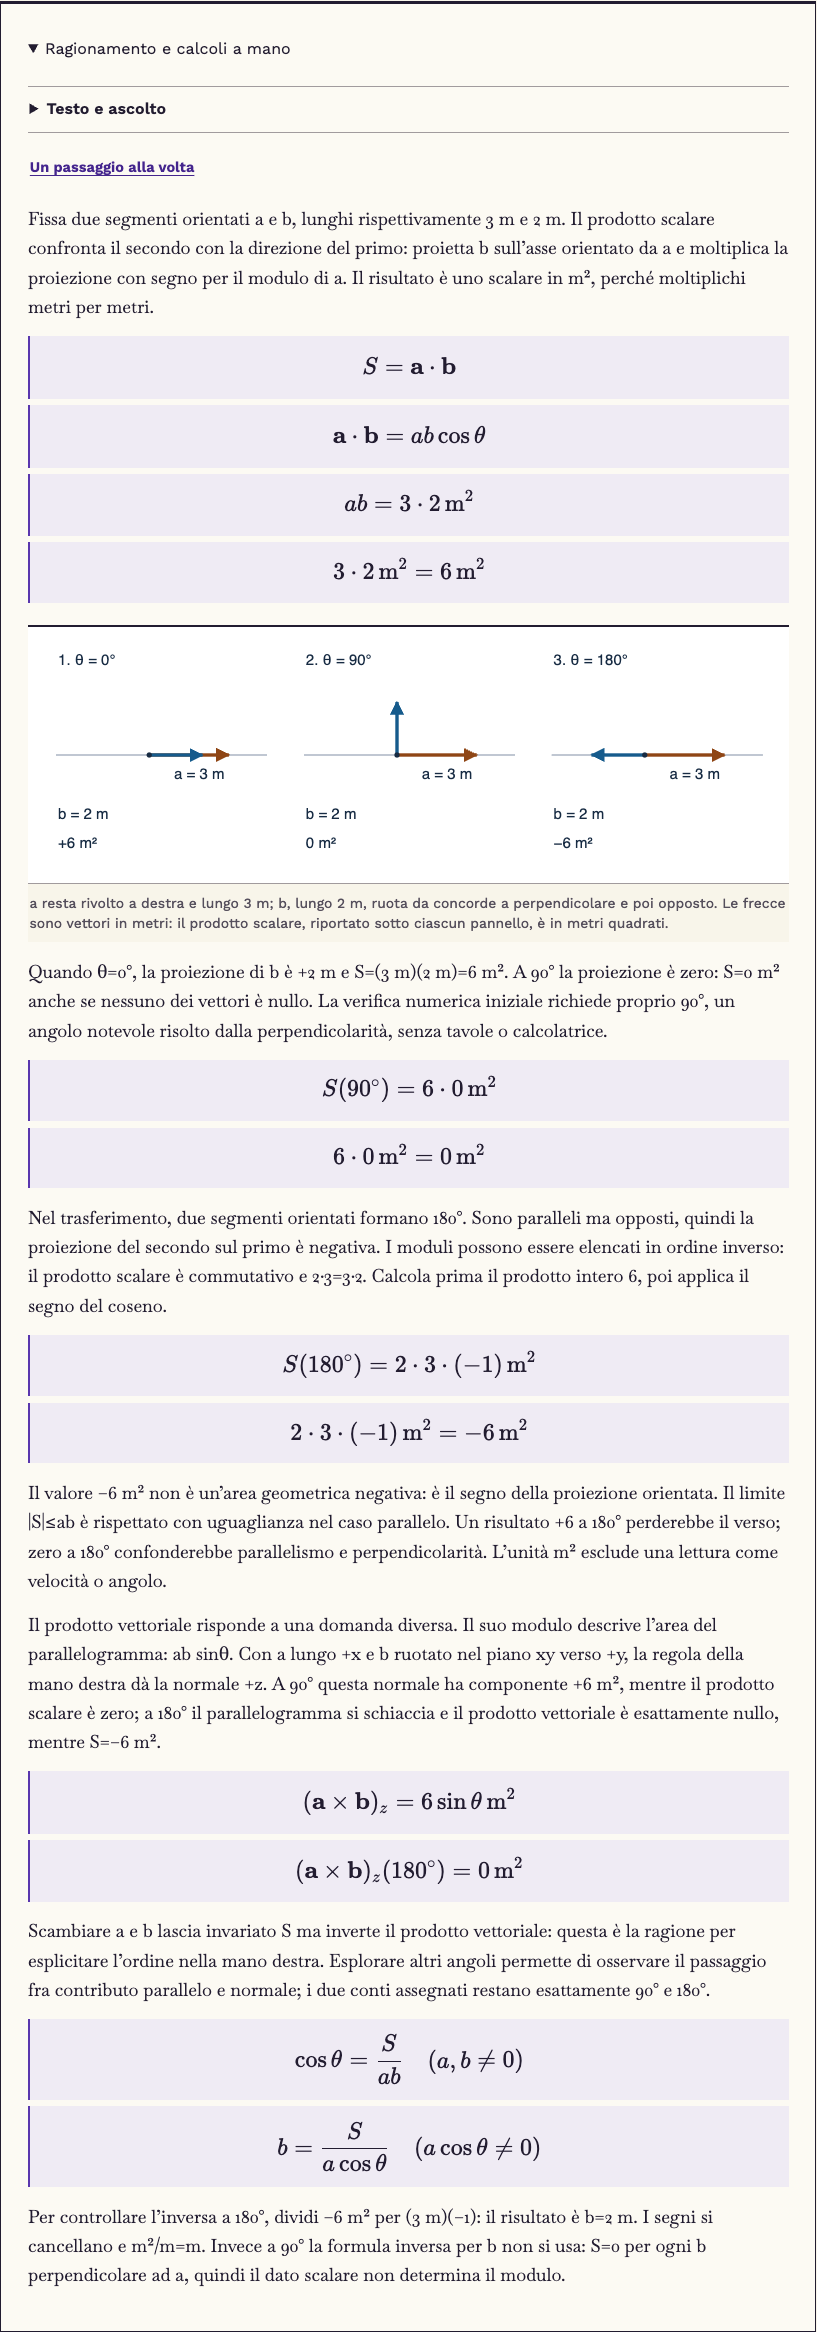 ▼ Ragionamento e calcoli a mano
▶ Testo e ascolto
Un passaggio alla volta
Fissa due segmenti orientati a e b, lunghi rispettivamente 3 m e 2 m. Il prodotto scalare
confronta il secondo con la direzione del primo: proietta b sull’asse orientato da a e moltiplica la
proiezione con segno per il modulo di a. Il risultato è uno scalare in m², perché moltiplichi
metri per metri.
S = a · b
a · b = ab cos θ
ab = 3 · 2 m²
3 · 2 m² = 6 m²
1. θ = 0°
2. θ = 90°
3. θ = 180°
a = 3 m
a = 3 m
a = 3 m
b = 2 m
b = 2 m
b = 2 m
+6 m²
0 m²
−6 m²
a resta rivolto a destra e lungo 3 m; b, lungo 2 m, ruota da concorde a perpendicolare e poi opposto. Le frecce
sono vettori in metri: il prodotto scalare, riportato sotto ciascun pannello, è in metri quadrati.
Quando θ=0°, la proiezione di b è +2 m e S=(3 m)(2 m)=6 m². A 90° la proiezione è zero: S=0 m²
anche se nessuno dei vettori è nullo. La verifica numerica iniziale richiede proprio 90°, un
angolo notevole risolto dalla perpendicolarità, senza tavole o calcolatrice.
S(90°) = 6 · 0 m²
6 · 0 m² = 0 m²
Nel trasferimento, due segmenti orientati formano 180°. Sono paralleli ma opposti, quindi la
proiezione del secondo sul primo è negativa. I moduli possono essere elencati in ordine inverso:
il prodotto scalare è commutativo e 2·3=3·2. Calcola prima il prodotto intero 6, poi applica il
segno del coseno.
S(180°) = 2 · 3 · (−1) m²
2 · 3 · (−1) m² = −6 m²
Il valore −6 m² non è un’area geometrica negativa: è il segno della proiezione orientata. Il limite
|S|≤ab è rispettato con uguaglianza nel caso parallelo. Un risultato +6 a 180° perderebbe il verso;
zero a 180° confonderebbe parallelismo e perpendicolarità. L’unità m² esclude una lettura come
velocità o angolo.
Il prodotto vettoriale risponde a una domanda diversa. Il suo modulo descrive l’area del
parallelogramma: ab sinθ. Con a lungo +x e b ruotato nel piano xy verso +y, la regola della
mano destra dà la normale +z. A 90° questa normale ha componente +6 m², mentre il prodotto
scalare è zero; a 180° il parallelogramma si schiaccia e il prodotto vettoriale è esattamente nullo,
mentre S=−6 m².
(a × b)z = 6 sin θ m²
(a × b)z(180°) = 0 m²
Scambiare a e b lascia invariato S ma inverte il prodotto vettoriale: questa è la ragione per
esplicitare l’ordine nella mano destra. Esplorare altri angoli permette di osservare il passaggio
fra contributo parallelo e normale; i due conti assegnati restano esattamente 90° e 180°.
cos θ = S/ab (a, b ≠ 0)
b = S/(a cos θ) (a cos θ ≠ 0)
Per controllare l’inversa a 180°, dividi −6 m² per (3 m)(−1): il risultato è b=2 m. I segni si
cancellano e m²/m=m. Invece a 90° la formula inversa per b non si usa: S=0 per ogni b
perpendicolare ad a, quindi il dato scalare non determina il modulo.